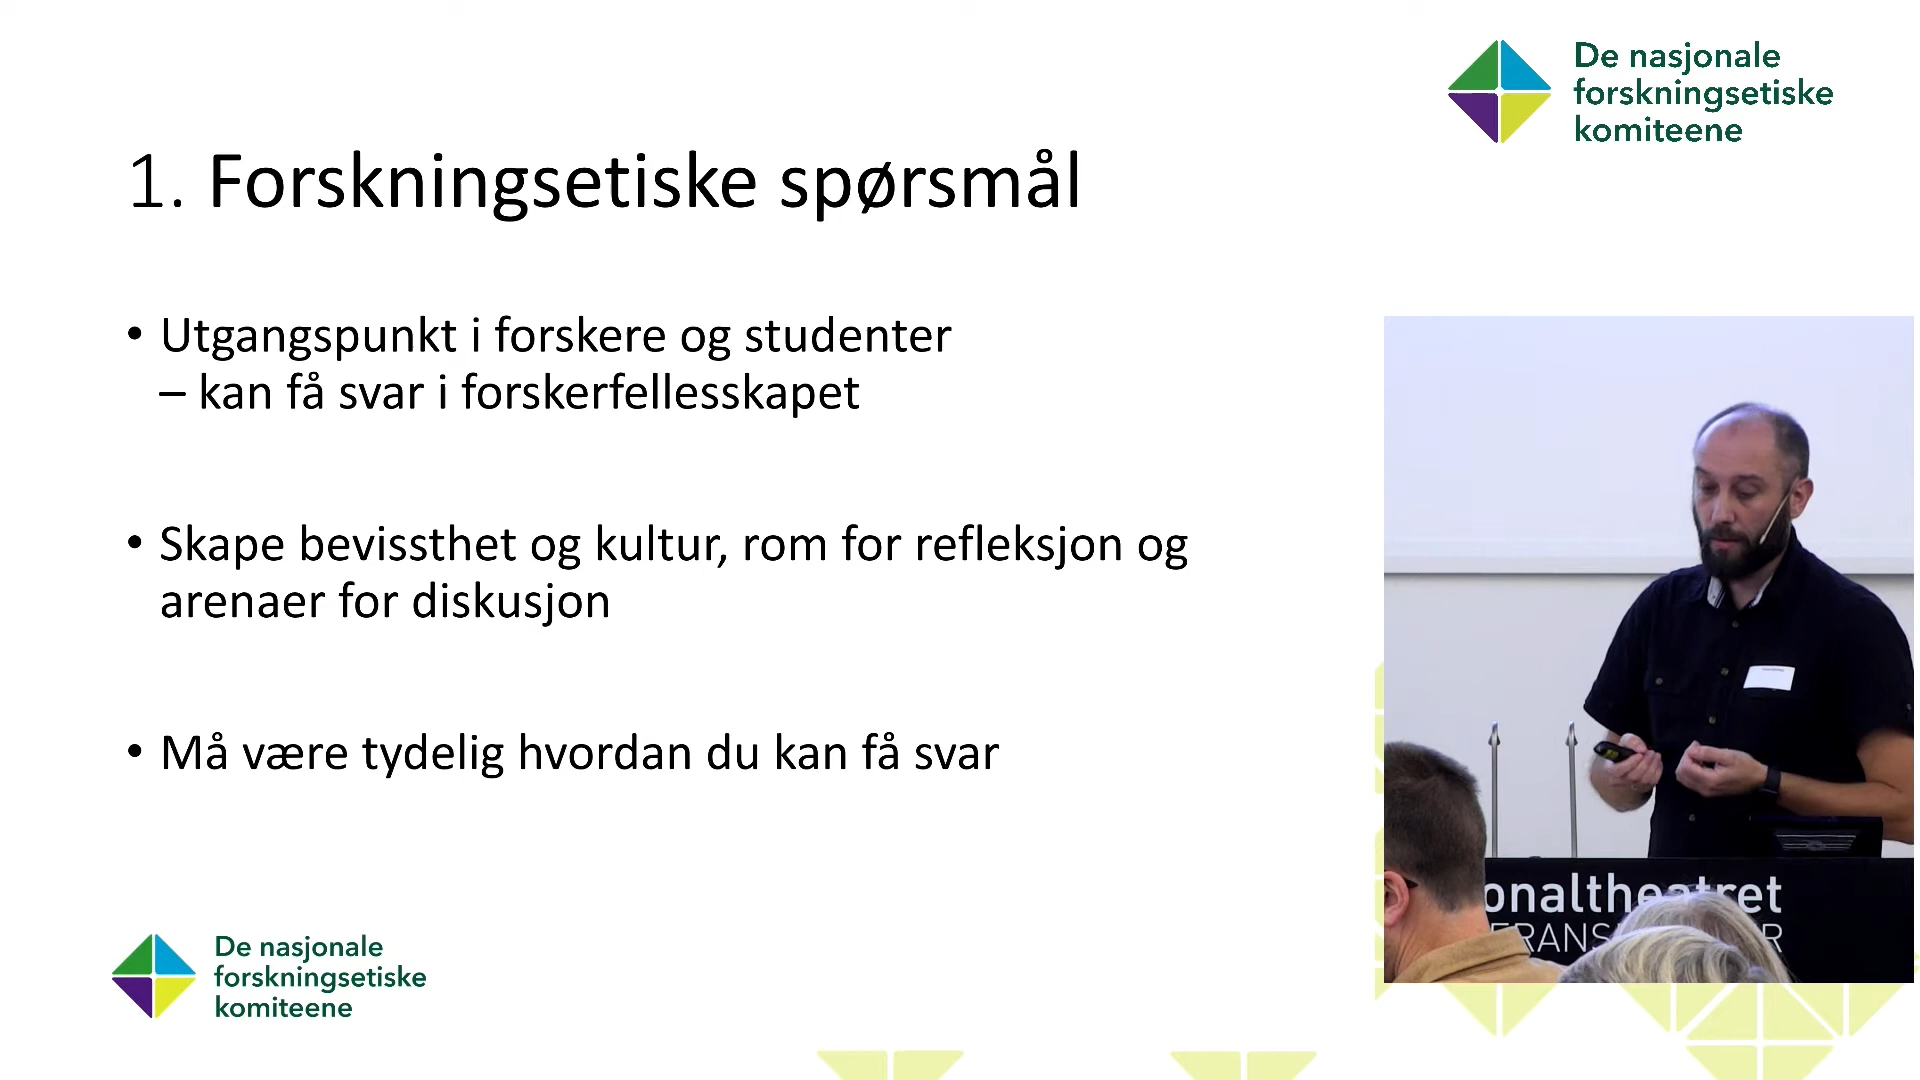 De nasjonale
forskningsetiske
komiteene
1. Forskningsetiske spørsmål
• Utgangspunkt i forskere og studenter
– kan få svar i forskerfellesskapet
• Skape bevissthet og kultur, rom for refleksjon og
arenaer for diskusjon
• Må være tydelig hvordan du kan få svar
De nasjonale
forskningsetiske
komiteene